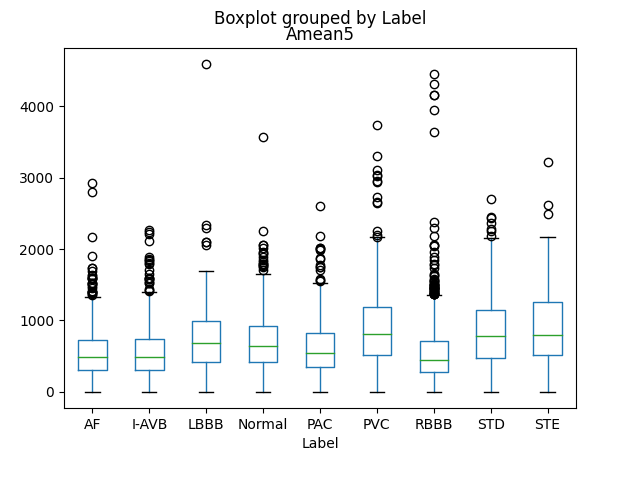 Boxplot grouped by Label
Amean5
4000
3000
2000
1000
0
AF I-AVB LBBB Normal PAC PVC RBBB STD STE
Label